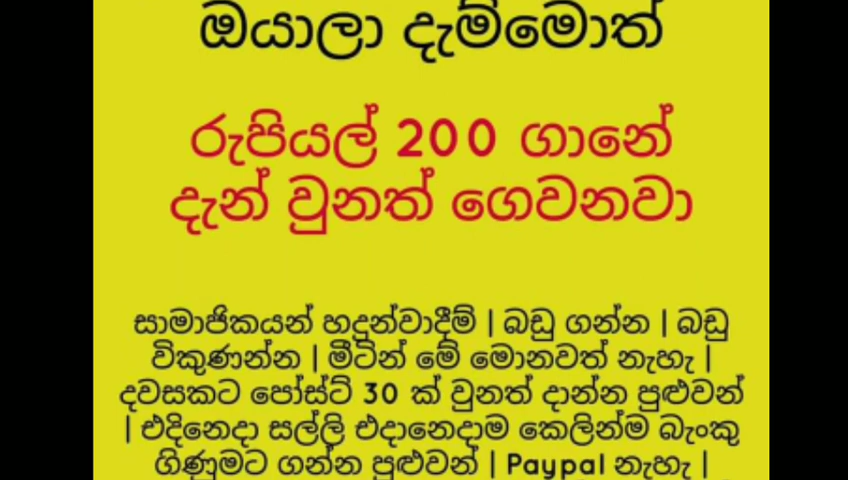 ඔයාලා දැම්මොත්
රුපියල් 200 ගානේ
දැන් වුනත් ගෙවනවා
සාමාජිකයන් හදුන්වාදීම් | බඩු ගන්න | බඩු
විකුණන්න | මීටින් මේ මොනවත් නැහැ |
දවසකට පෝස්ට් 30 ක් වුනත් දාන්න පුළුවන්
| එදිනෙදා සල්ලි එදානෙදාම කෙලින්ම බැංකු
ගිණුමට ගන්න පුළුවන් | Paypal නැහැ |